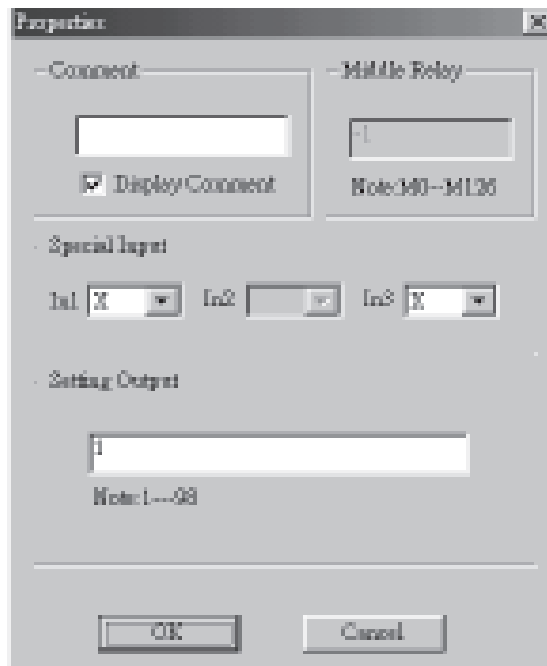 Properties
Comment
Display Comment
Middle Relay
-1
Note:M0--M126
Special Input
In1 X In2 In3 X
Setting Output
1
OK Cancel